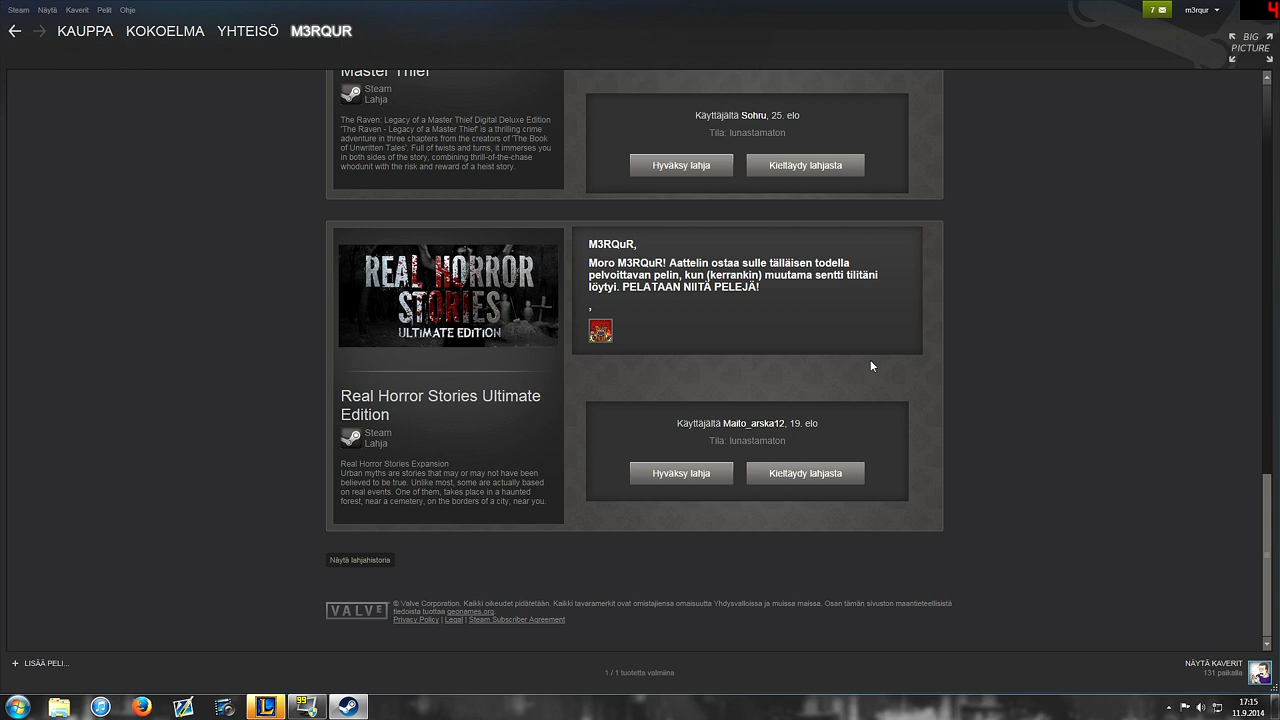 Steam Näytä Kaverit Pelit Ohje
7
m3rqur
4
KAUPPA KOKOELMA YHTEISÖ M3RQUR
BIG
PICTURE
Master Thief
Steam
Lahja
The Raven: Legacy of a Master Thief Digital Deluxe Edition
'The Raven - Legacy of a Master Thief' is a thrilling crime
adventure in three chapters from the creators of 'The Book
of Unwritten Tales'. Full of twists and turns, it immerses you
in both sides of the story, combining thrill-of-the-chase
whodunit with the risk and reward of a heist story.
Käyttäjältä Sohru, 25. elo
Tila: lunastamaton
Hyväksy lahja
Kieltäydy lahjasta
REAL HORROR
STORIES
ULTIMATE EDITION
Real Horror Stories Ultimate
Edition
Steam
Lahja
Real Horror Stories Expansion
Urban myths are stories that may or may not have been
believed to be true. Unlike most, some are actually based
on real events. One of them, takes place in a haunted
forest, near a cemetery, on the borders of a city, near you.
M3RQuR,
Moro M3RQuR! Aattelin ostaa sulle tälläisen todella
pelvoittavan pelin, kun (kerrankin) muutama sentti tilitäni
löytyi. PELATAAN NIITÄ PELEJÄ!
,
Käyttäjältä Maito_arska12, 19. elo
Tila: lunastamaton
Hyväksy lahja
Kieltäydy lahjasta
Näytä lahjahistoria
VALVE
© Valve Corporation. Kaikki oikeudet pidätetään. Kaikki tavaramerkit ovat omistajiensa omaisuutta Yhdysvalloissa ja muissa maissa. Osan tämän sivuston maantieteellisistä
tiedoista tuottaa geonames.org.
Privacy Policy | Legal | Steam Subscriber Agreement
+ LISÄÄ PELI...
1 / 1 tuotetta valmiina
NÄYTÄ KAVERIT
131 paikalla
L
99
17:15
11.9.2014